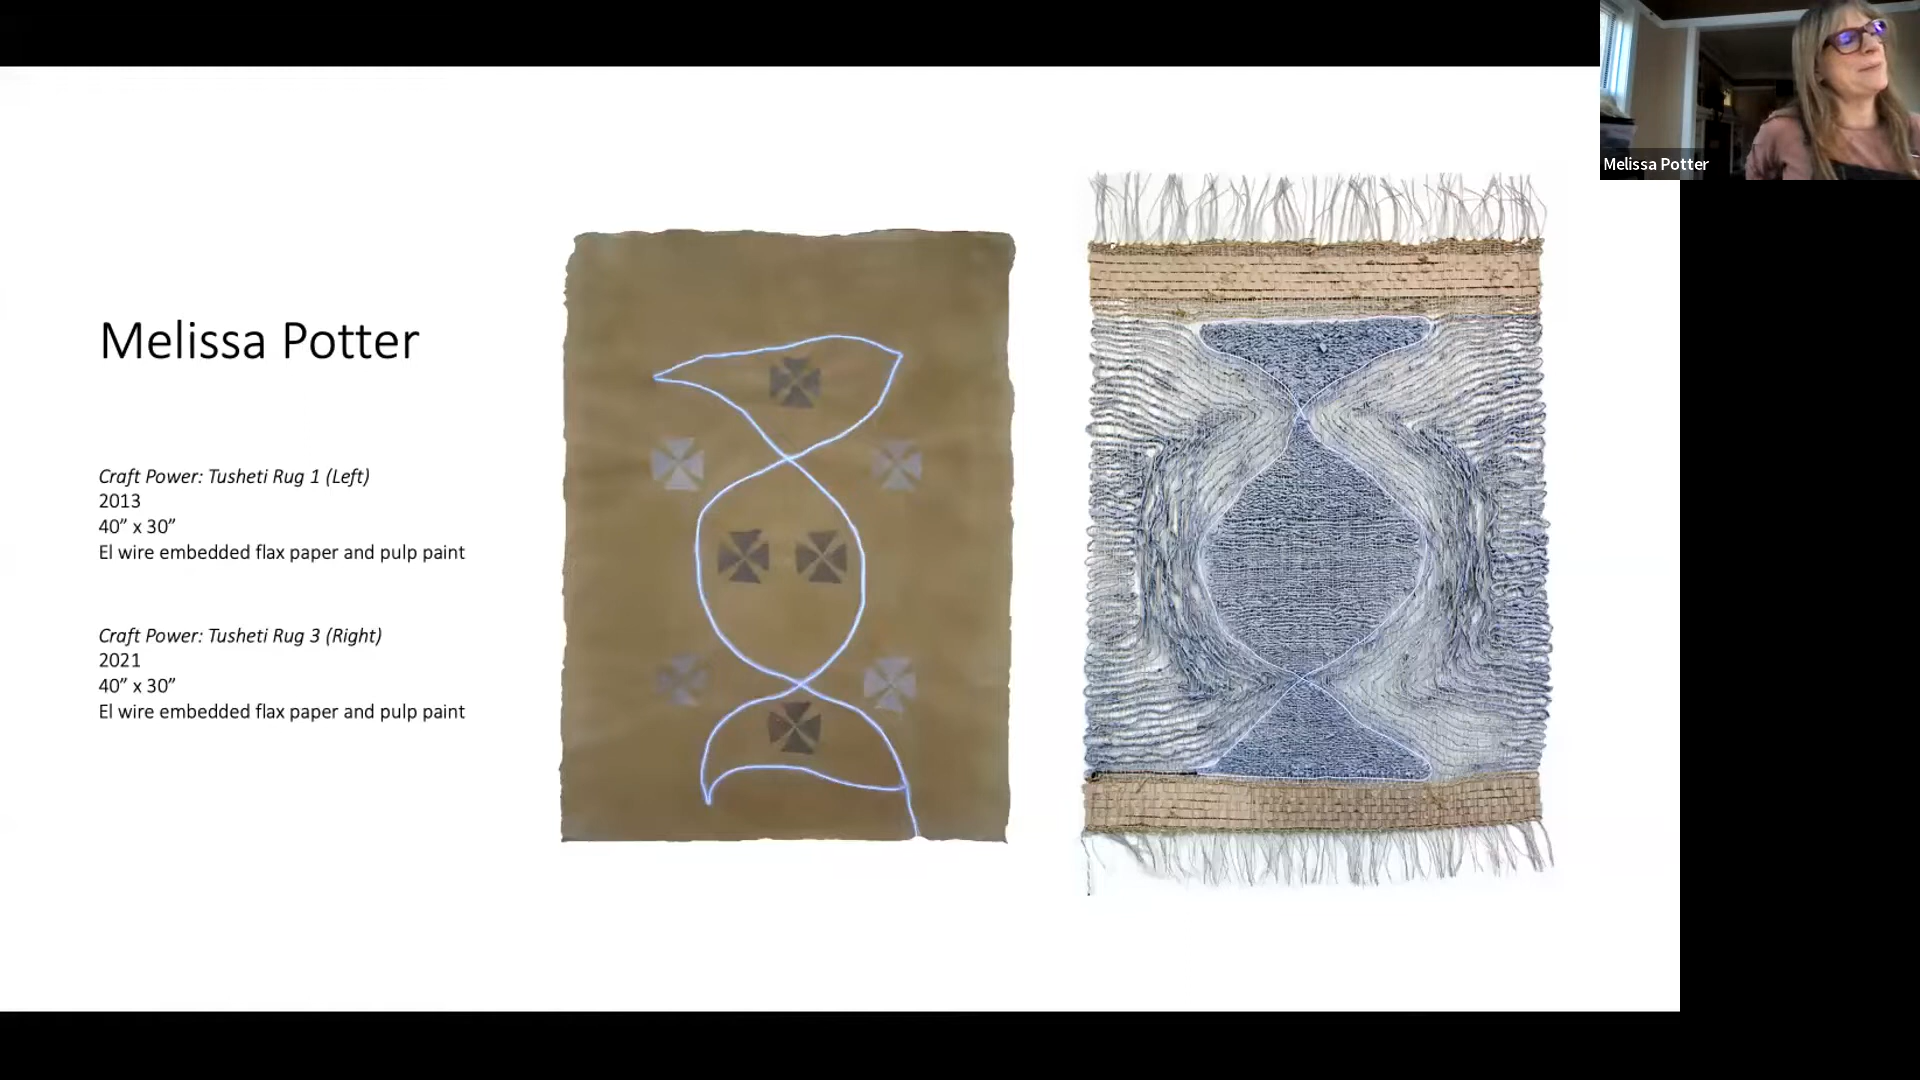 Melissa Potter
Melissa Potter
Craft Power: Tusheti Rug 1 (Left)
2013
40” x 30”
El wire embedded flax paper and pulp paint
Craft Power: Tusheti Rug 3 (Right)
2021
40” x 30”
El wire embedded flax paper and pulp paint